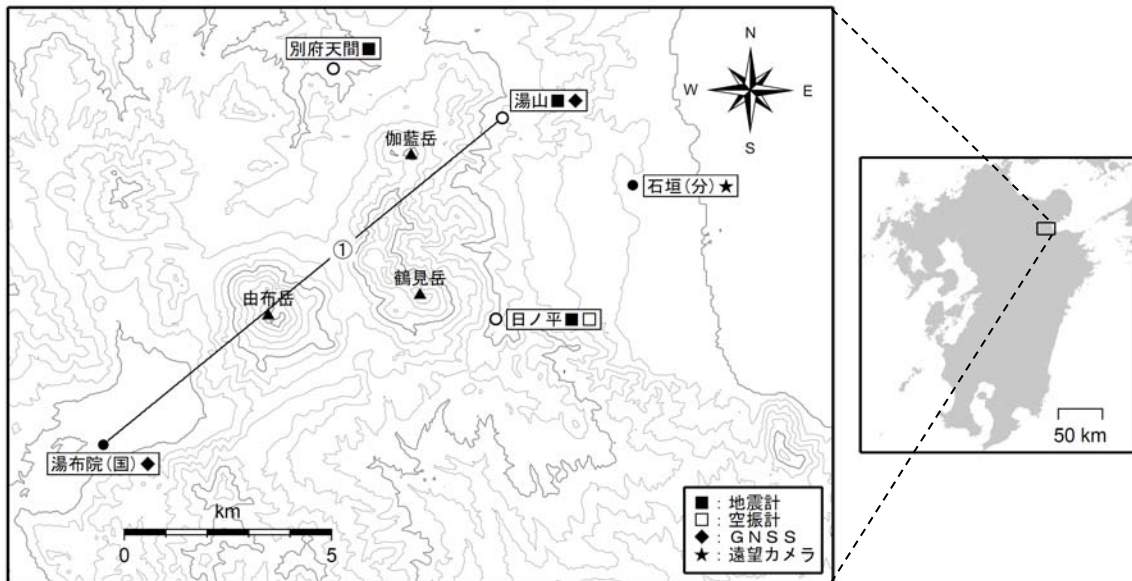 別府天間■
N
湯山■◆
W
E
伽藍岳
S
石垣(分)★
①
鶴見岳
由布岳
日ノ平■□
50 km
湯布院(国)◆
km
0
5
■：地震計
□：空振計
◆：GNSS
★：遠望カメラ